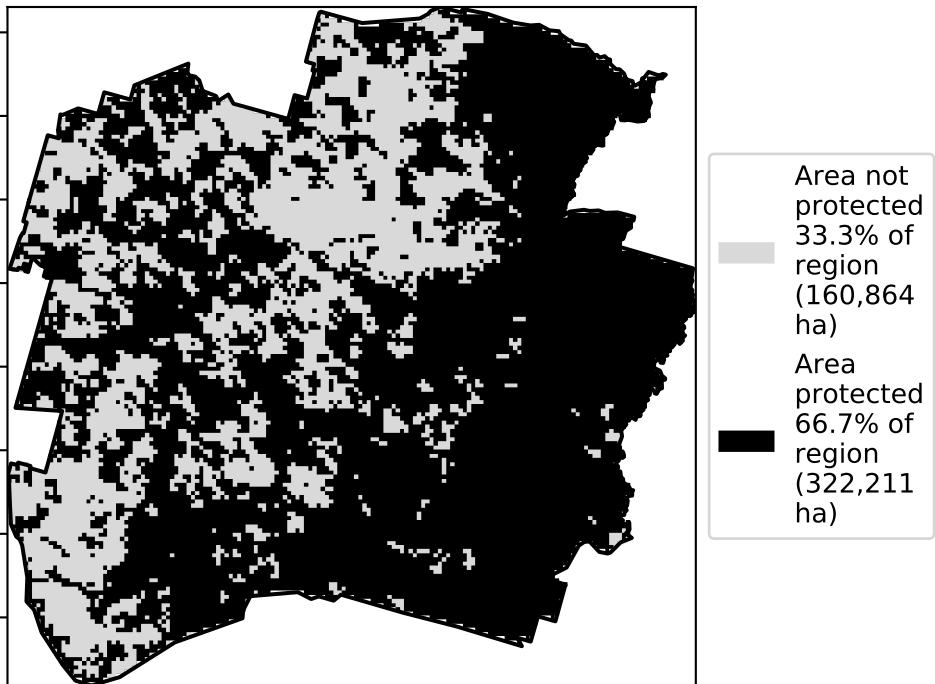 Area not
protected
33.3% of
region
(160,864
ha)
Area
protected
66.7% of
region
(322,211
ha)